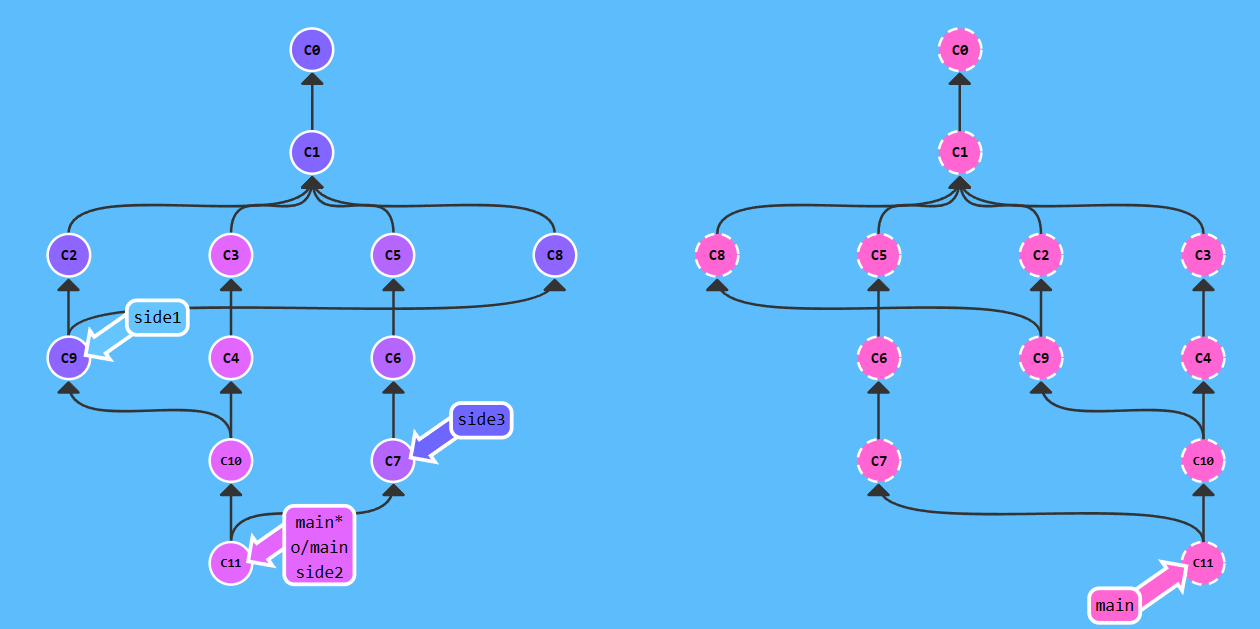 C0
C0
C1
C1
C2
C3
C5
C8
C8
C5
C2
C3
side1
C9
C4
C6
C6
C9
C4
side3
C10
C7
C7
C10
main*
o/main
side2
C11
C11
main